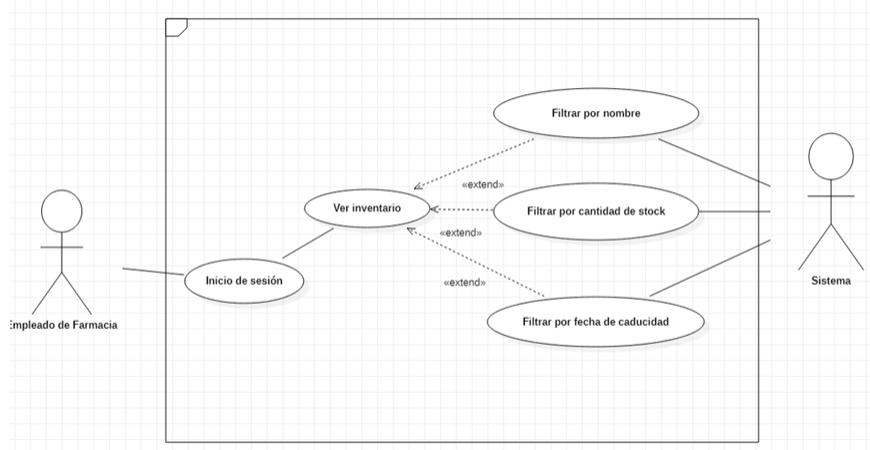 Filtrar por nombre
«extend»
Ver inventario
Filtrar por cantidad de stock
«extend»
Inicio de sesión
«extend»
Sistema
Empleado de Farmacia
Filtrar por fecha de caducidad